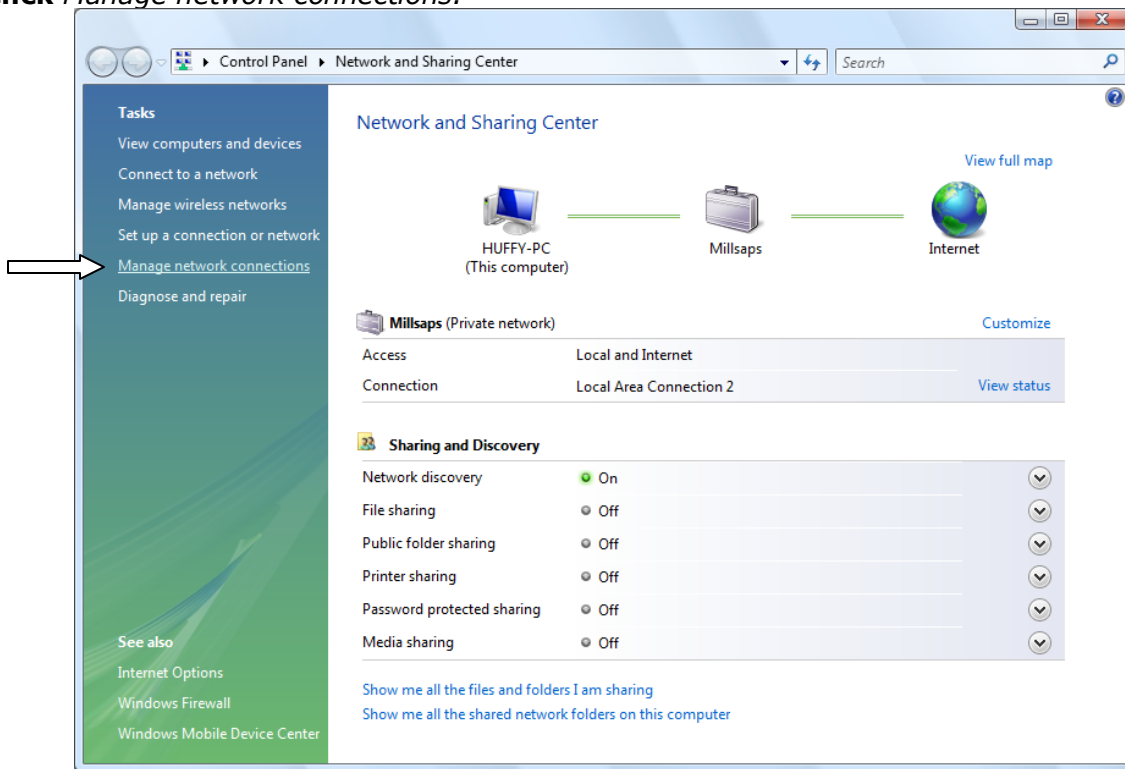 Manage network connections.
Control Panel Network and Sharing Center
Search
Tasks
View computers and devices
Connect to a network
Manage wireless networks
Set up a connection or network
Manage network connections
Diagnose and repair
See also
Internet Options
Windows Firewall
Windows Mobile Device Center
Network and Sharing Center
View full map
HUFFY-PC
(This computer)
Millsaps
Internet
Millsaps (Private network) Customize
Access Local and Internet
Connection Local Area Connection 2 View status
Sharing and Discovery
Network discovery On
File sharing Off
Public folder sharing Off
Printer sharing Off
Password protected sharing Off
Media sharing Off
Show me all the files and folders I am sharing
Show me all the shared network folders on this computer